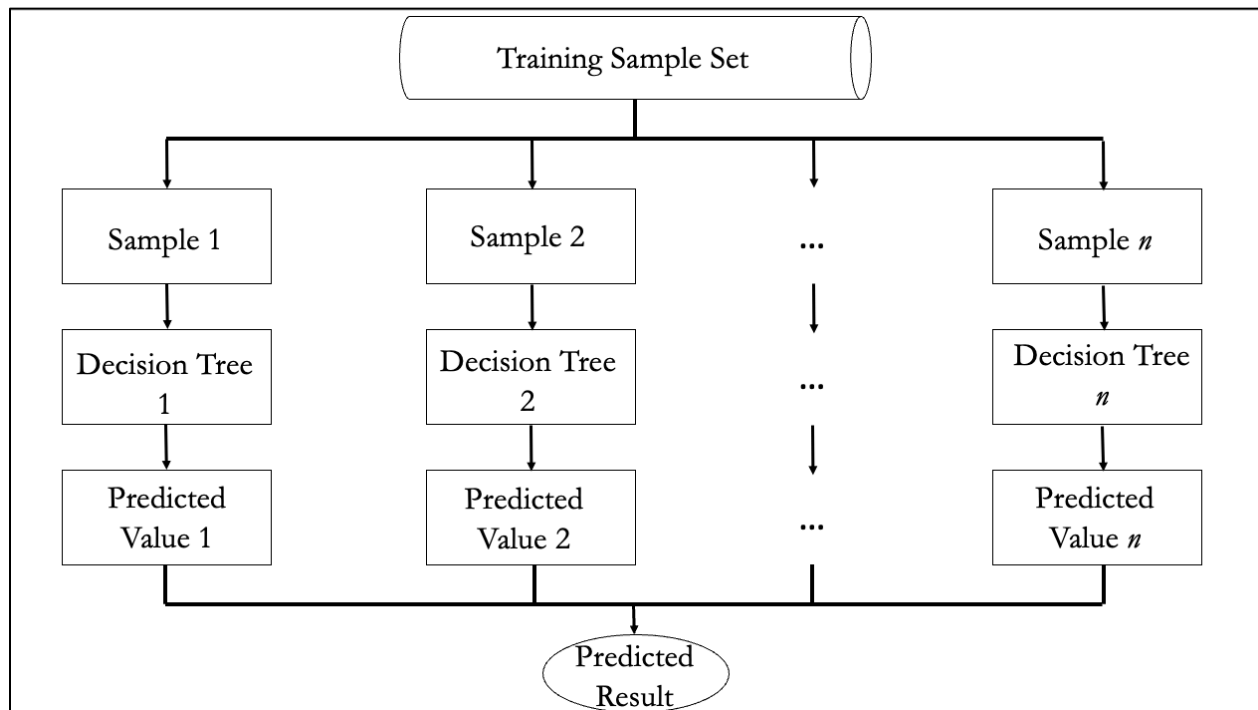 Training Sample Set
Sample 1
Sample 2
...
Sample n
Decision Tree
1
Decision Tree
2
...
Decision Tree
n
Predicted
Value 1
Predicted
Value 2
...
Predicted
Value n
Predicted
Result